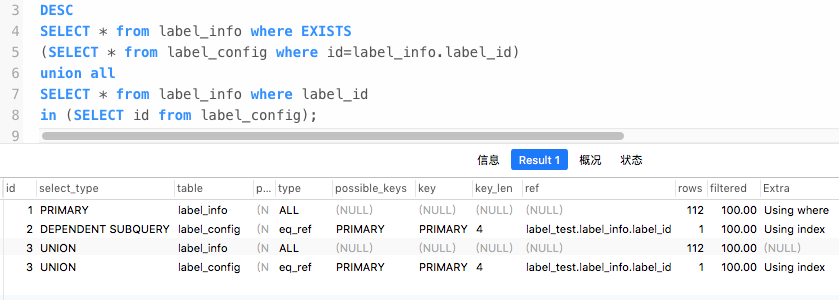 3 DESC
4 SELECT * from label_info where EXISTS
5 (SELECT * from label_config where id=label_info.label_id)
6 union all
7 SELECT * from label_info where label_id
8 in (SELECT id from label_config);
9
信息 Result 1 概况 状态
id select_type table p... type possible_keys key key_len ref rows filtered Extra
1 PRIMARY label_info (N ALL (NULL) (NULL) (NULL) (NULL) 112 100.00 Using where
2 DEPENDENT SUBQUERY label_config (N eq_ref PRIMARY PRIMARY 4 label_test.label_info.label_id 1 100.00 Using index
3 UNION label_info (N ALL (NULL) (NULL) (NULL) (NULL) 112 100.00 (NULL)
3 UNION label_config (N eq_ref PRIMARY PRIMARY 4 label_test.label_info.label_id 1 100.00 Using index